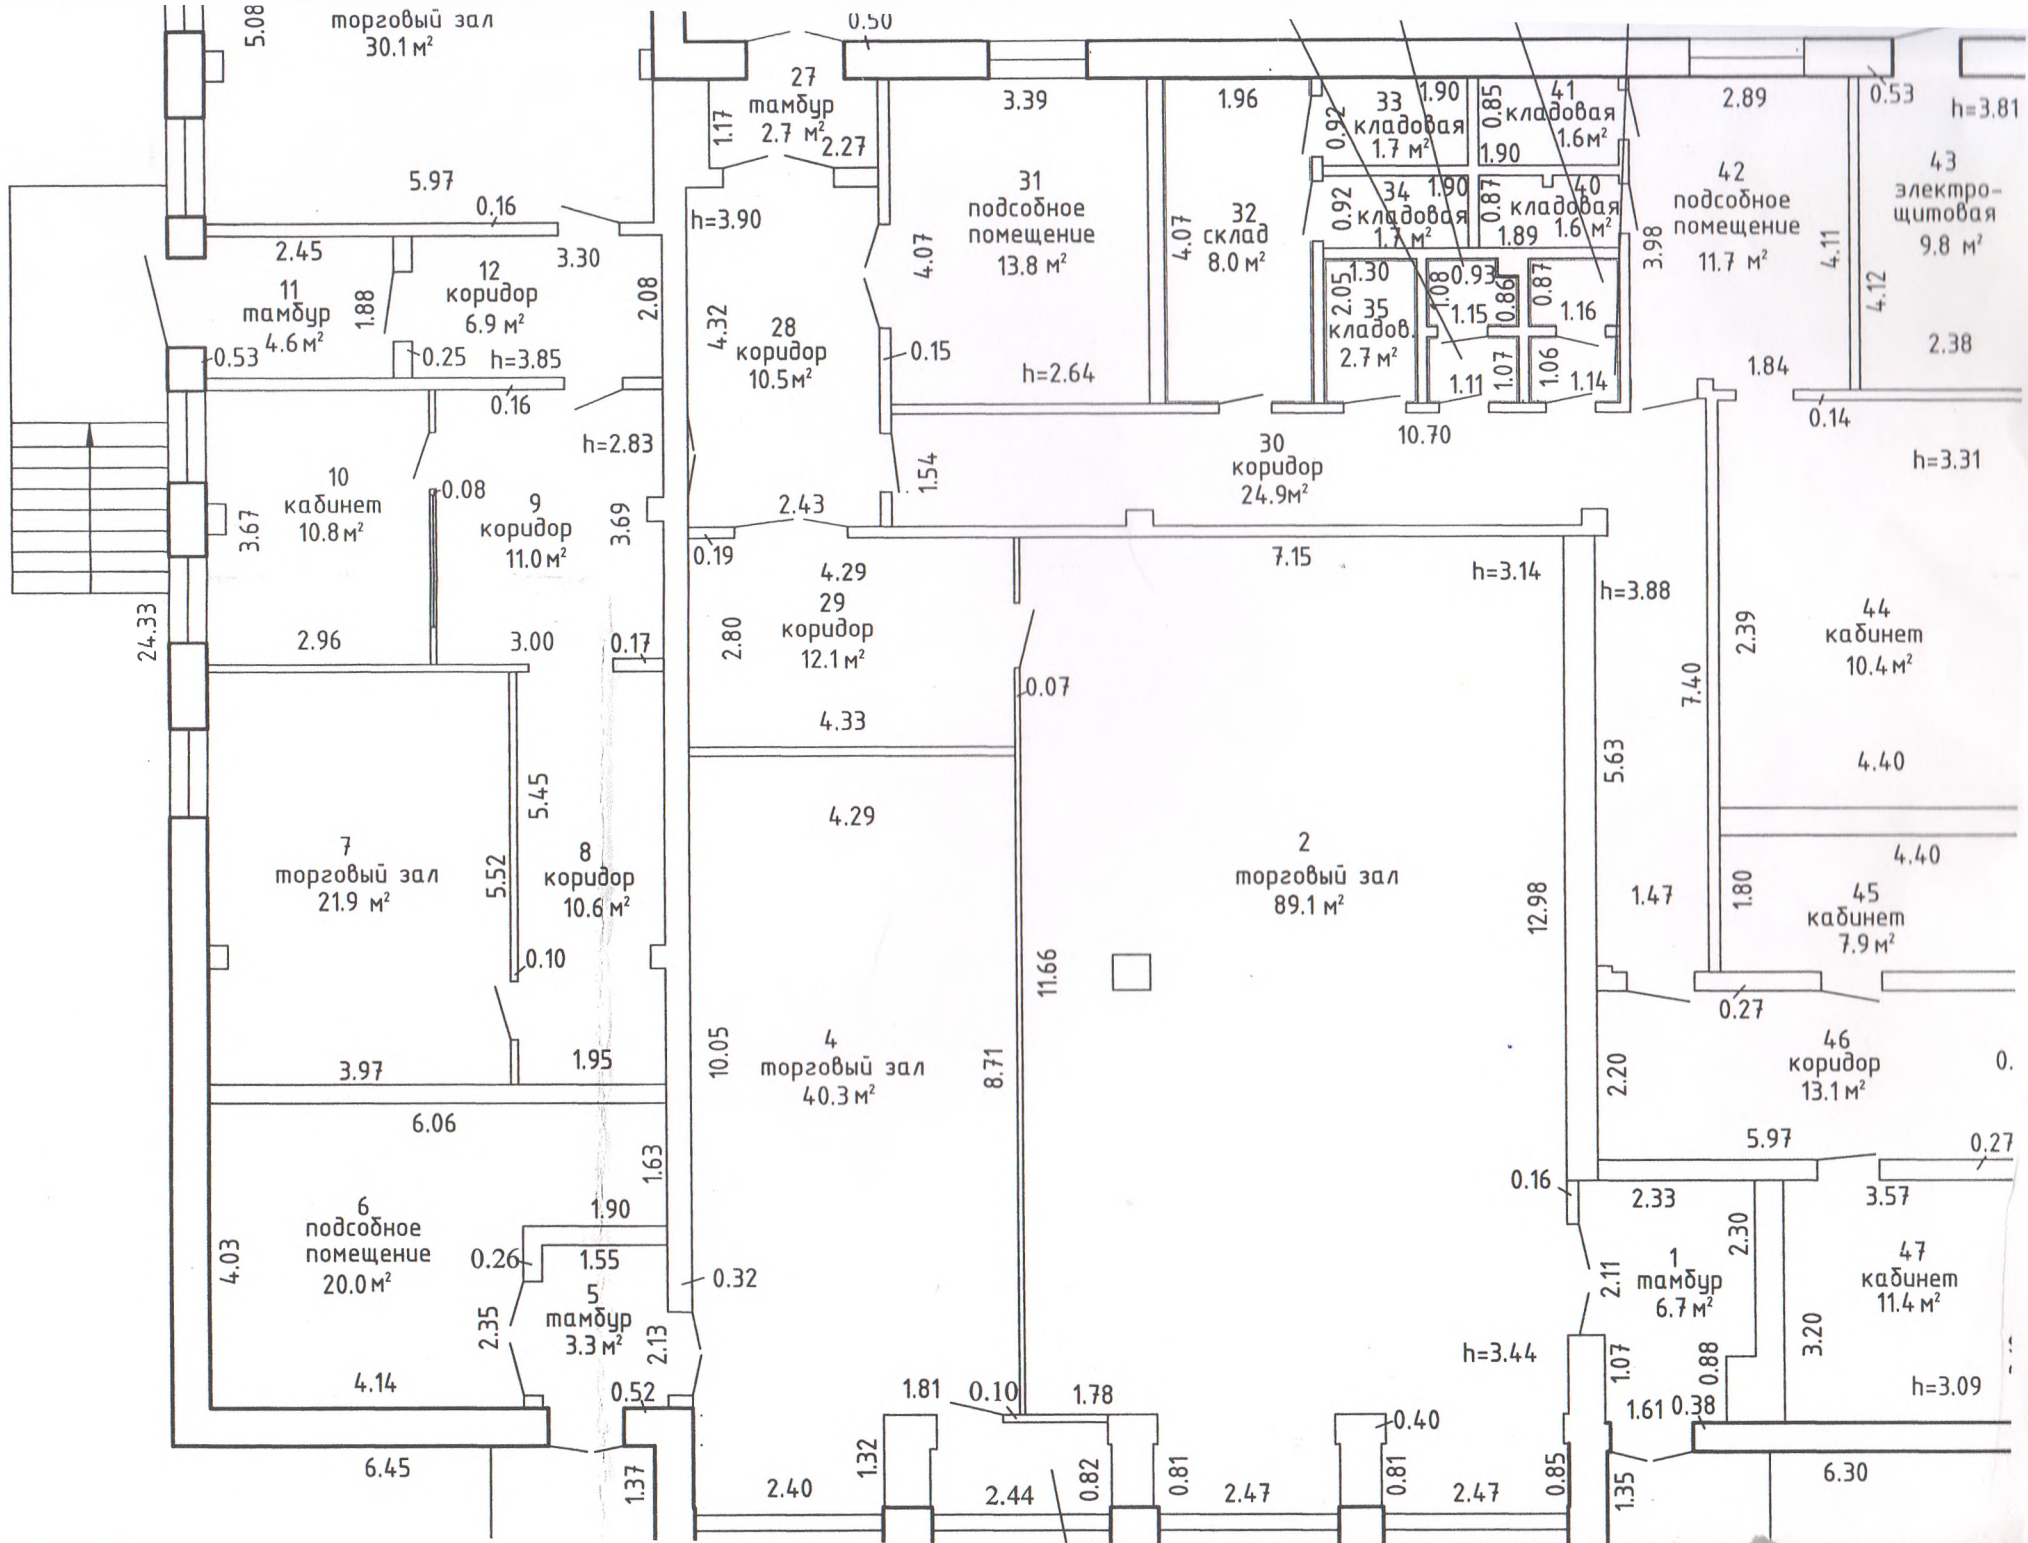 5.08
торговый зал
30.1 м²
5.97
0.16
0.50
27
тамбур
2.7 м²
1.17
2.27
3.39
1.96
33
1.90
кладовая
1.7 м²
0.92
0.85
41
кладовая
1.6м²
1.90
2.89
0.53
h=3.81
43
электро-
щитовая
9.8 м²
42
подсобное
помещение
11.7 м²
3.98
4.11
4.12
2.38
1.84
0.14
31
подсобное
помещение
13.8 м²
4.07
h=2.64
32
склад
8.0 м²
4.07
34
1.90
кладовая
1.7 м²
0.92
0.87
40
кладовая
1.6 м²
1.89
1.30
2.05
35
кладов.
2.7 м²
1.08
0.93
1.15
0.86
0.87
1.16
1.11
1.07
1.06
1.14
h=3.90
2.45
11
тамбур
4.6 м²
1.88
0.53
0.25
12
коридор
6.9 м²
3.30
2.08
h=3.85
0.16
4.32
28
коридор
10.5м²
0.15
2.43
0.19
h=2.83
10
кабинет
10.8 м²
3.67
0.08
9
коридор
11.0 м²
3.69
2.96
3.00
0.17
24.33
30
коридор
24.9м²
10.70
1.54
7.15
h=3.14
h=3.88
h=3.31
44
кабинет
10.4 м²
2.39
7.40
4.40
4.29
29
коридор
12.1 м²
2.80
4.33
0.07
5.63
4.29
7
торговый зал
21.9 м²
5.45
5.52
8
коридор
10.6 м²
0.10
3.97
1.95
2
торговый зал
89.1 м²
12.98
11.66
4.40
45
кабинет
7.9 м²
1.80
1.47
0.27
46
коридор
13.1 м²
2.20
0.
5.97
0.27
4
торговый зал
40.3 м²
10.05
8.71
6.06
1.63
6
подсобное
помещение
20.0 м²
4.03
1.90
0.26
1.55
5
тамбур
3.3 м²
2.35
2.13
0.32
4.14
0.52
0.16
2.33
3.57
2.30
2.11
1
тамбур
6.7 м²
47
кабинет
11.4 м²
3.20
h=3.44
1.07
0.88
h=3.09
1.61
0.38
1.81
0.10
1.78
0.40
6.45
1.37
2.40
1.32
2.44
0.82
0.81
2.47
0.81
2.47
0.85
1.35
6.30